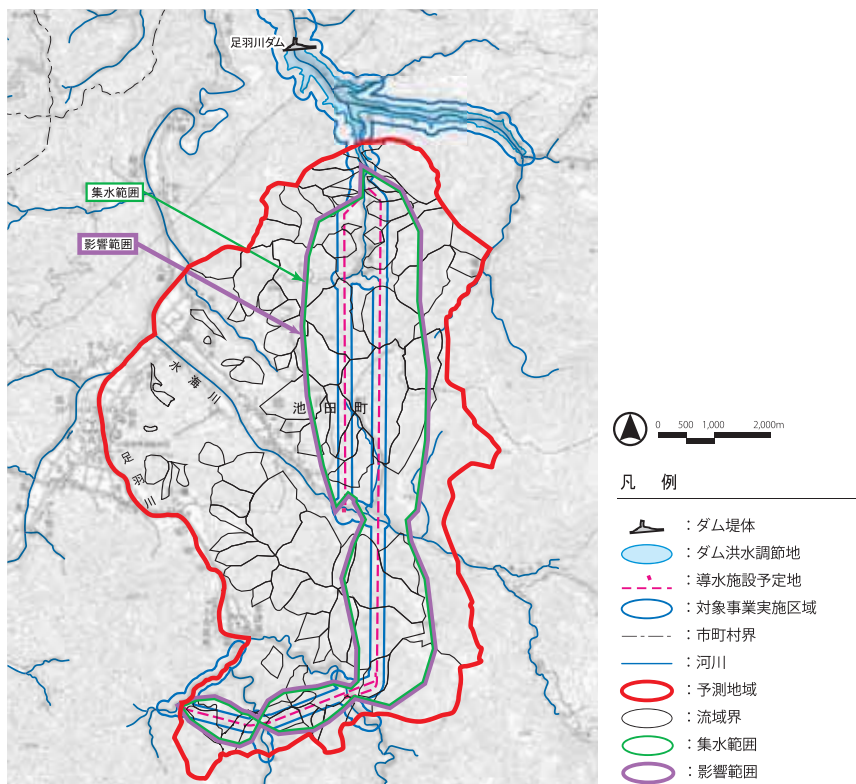 足羽川ダム
集水範囲
影響範囲
水海川
池田町
足羽川
0 500 1,000 2,000m
凡 例
：ダム堤体
：ダム洪水調節地
：導水施設予定地
：対象事業実施区域
：市町村界
：河川
：予測地域
：流域界
：集水範囲
：影響範囲